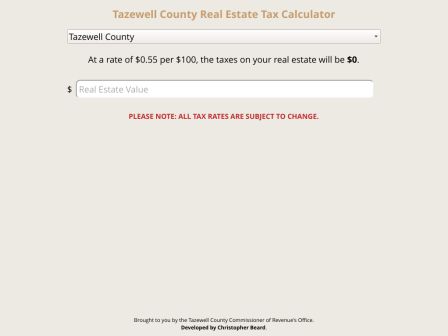 Tazewell County Real Estate Tax Calculator
Tazewell County
At a rate of $0.55 per $100, the taxes on your real estate will be $0.
$ Real Estate Value
PLEASE NOTE: ALL TAX RATES ARE SUBJECT TO CHANGE.
Brought to you by the Tazewell County Commissioner of Revenue's Office.
Developed by Christopher Beard.